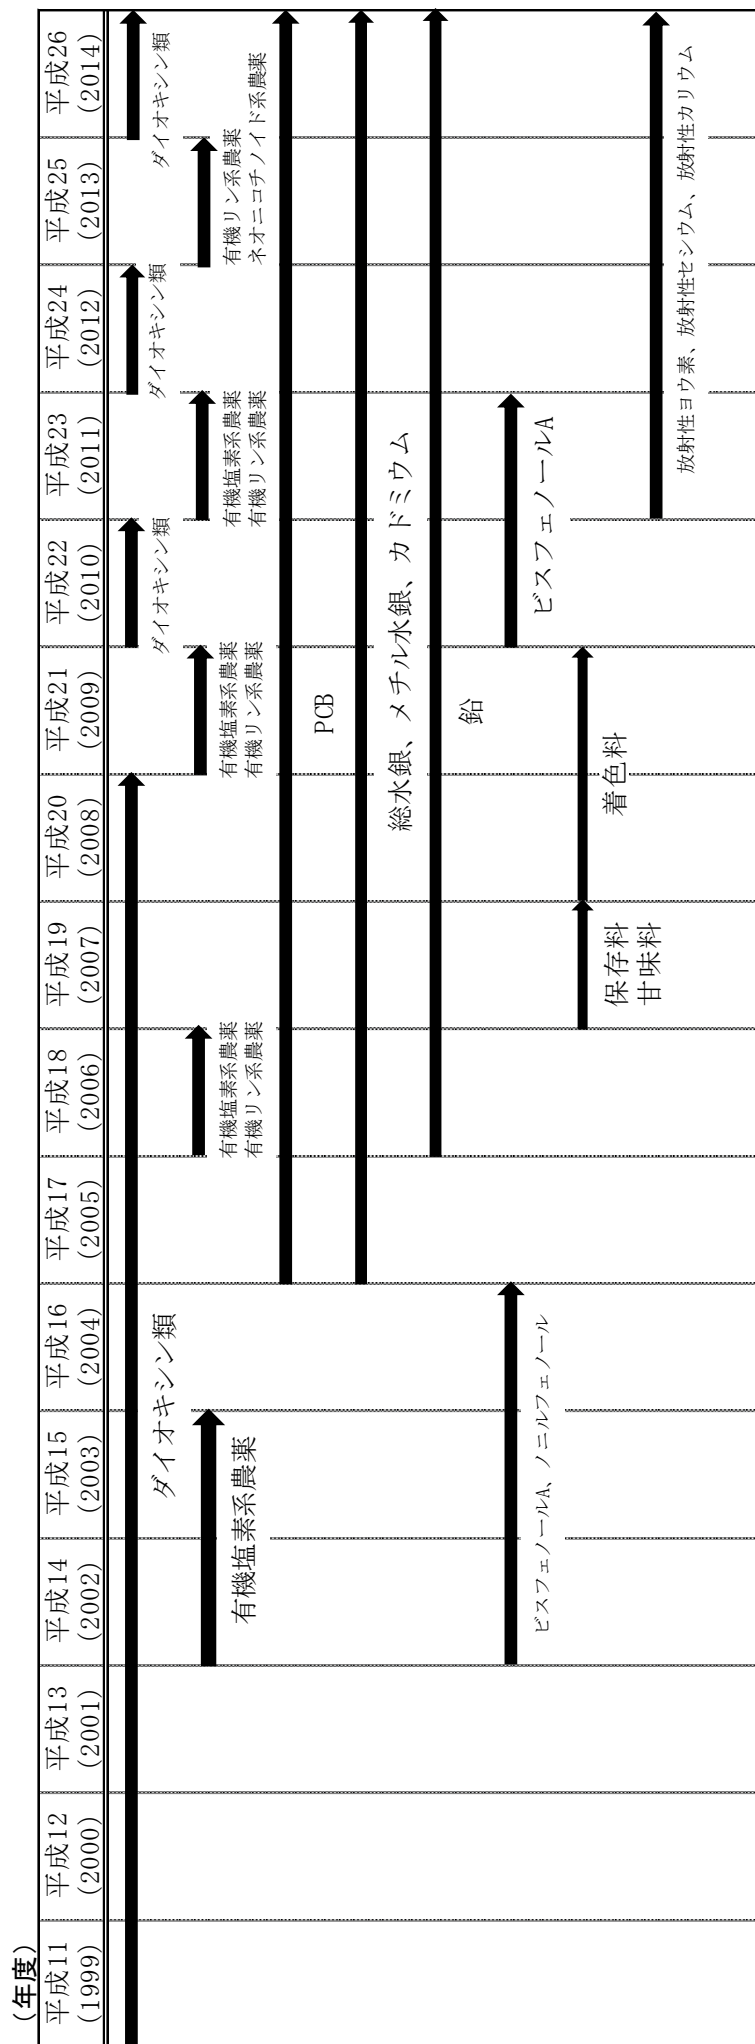 (年度)
平成11
(1999)
平成12
(2000)
平成13
(2001)
平成14
(2002)
平成15
(2003)
平成16
(2004)
平成17
(2005)
平成18
(2006)
平成19
(2007)
平成20
(2008)
平成21
(2009)
平成22
(2010)
平成23
(2011)
平成24
(2012)
平成25
(2013)
平成26
(2014)
ダイオキシン類
ダイオキシン類
ダイオキシン類
ダイオキシン類
有機塩素系農薬
有機塩素系農薬
有機リン系農薬
有機塩素系農薬
有機リン系農薬
有機塩素系農薬
有機リン系農薬
有機リン系農薬
ネオニコチノイド系農薬
PCB
総水銀、メチル水銀、カドミウム
鉛
ビスフェノールA、ノニルフェノール
ビスフェノールA
保存料
甘味料
着色料
放射性ヨウ素、放射性セシウム、放射性カリウム